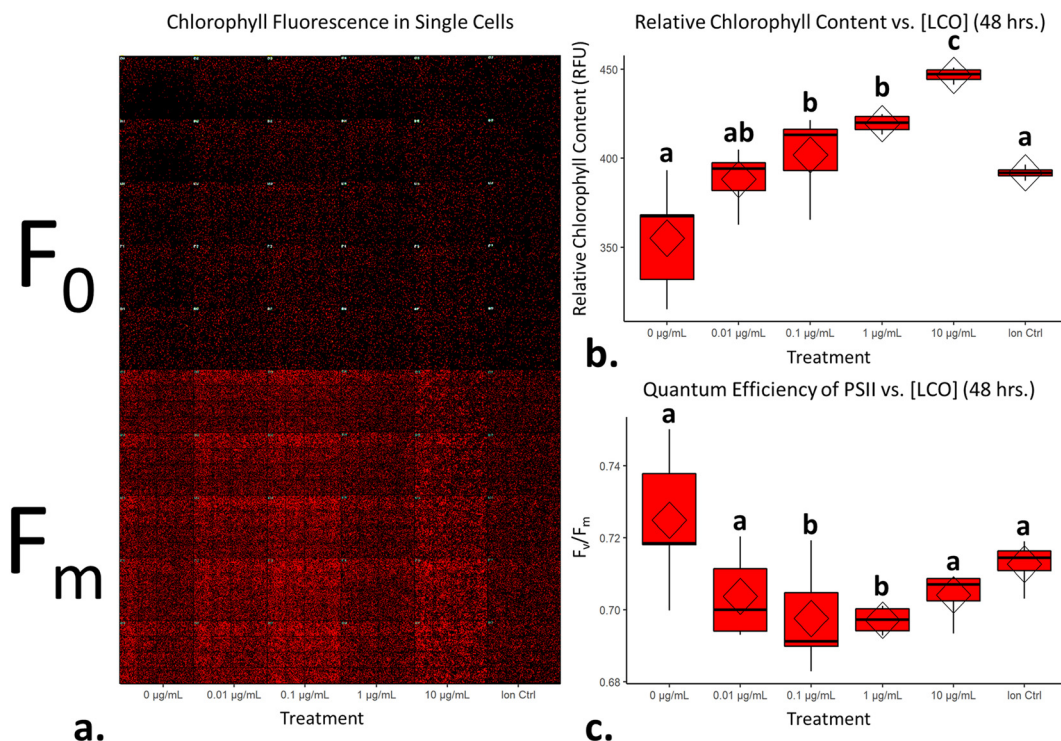 Chlorophyll Fluorescence in Single Cells
F0
Fm
0 µg/mL 0.01 µg/mL 0.1 µg/mL 1 µg/mL 10 µg/mL Ion Ctrl
Treatment
a.
Relative Chlorophyll Content vs. [LCO] (48 hrs.)
Relative Chlorophyll Content (RFU)
450
400
350
a ab b b c a
0 µg/mL 0.01 µg/mL 0.1 µg/mL 1 µg/mL 10 µg/mL Ion Ctrl
Treatment
b.
Quantum Efficiency of PSII vs. [LCO] (48 hrs.)
Fv/Fm
0.74
0.72
0.70
0.68
a a b b a a
0 µg/mL 0.01 µg/mL 0.1 µg/mL 1 µg/mL 10 µg/mL Ion Ctrl
Treatment
c.